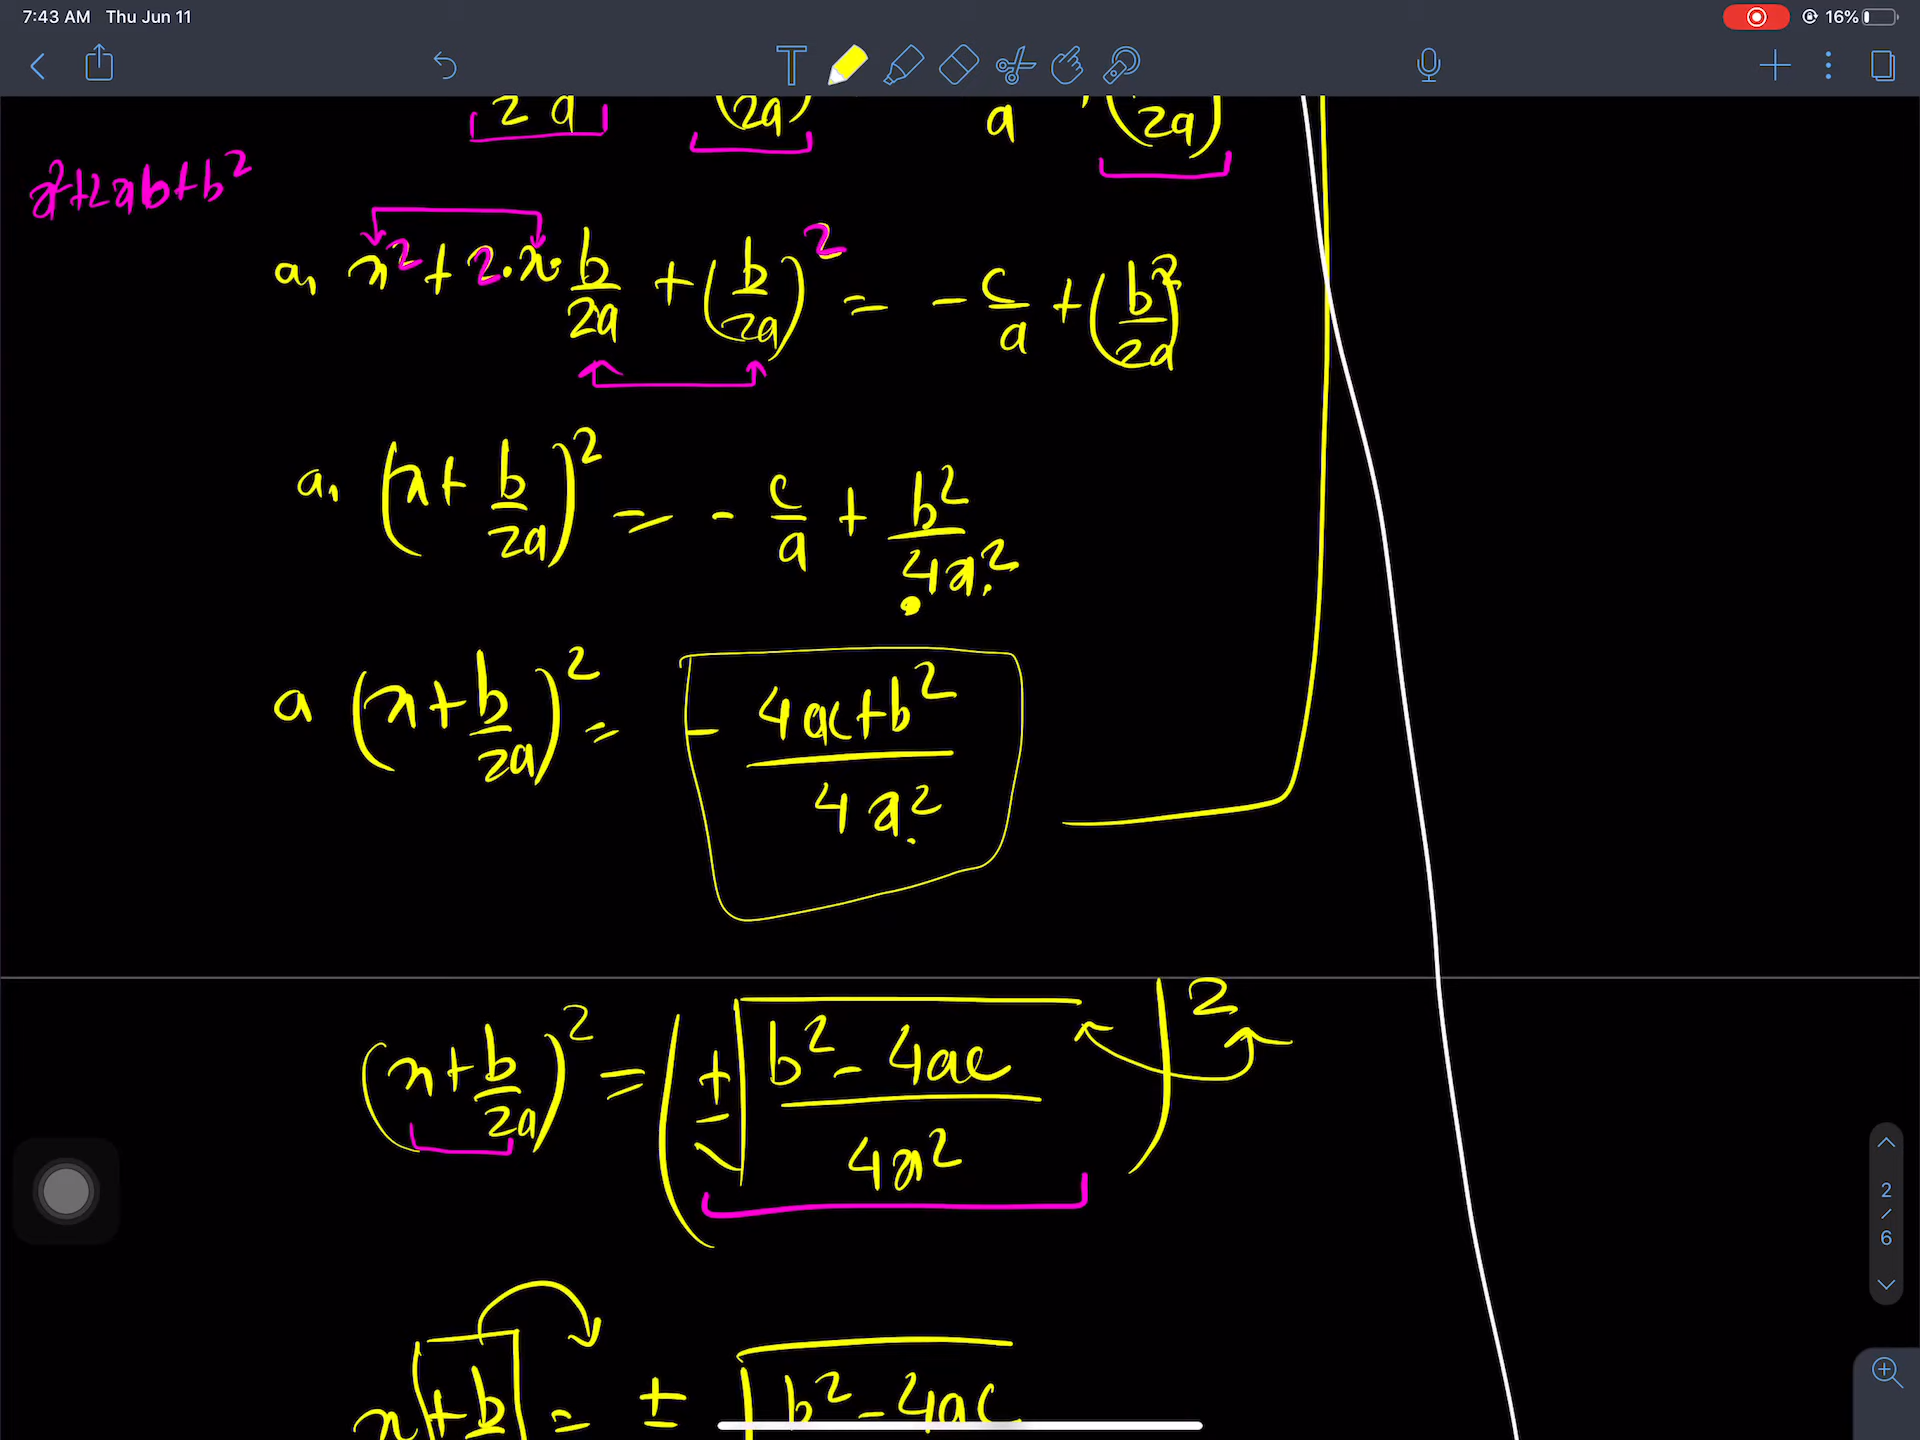 7:43 AM Thu Jun 11 16%
2a (2a) a (2a)
a²+2ab+b²
a, x² + 2·x·b/2a + (b/2a)² = - c/a + (b/2a)²
a, (x + b/2a)² = - c/a + b²/4a²
a (x + b/2a)² = - 4ac+b²/4a²
(x + b/2a)² = (± √b² - 4ac/4a²)²
x + b = ± √b² - 4ac
2
/
6